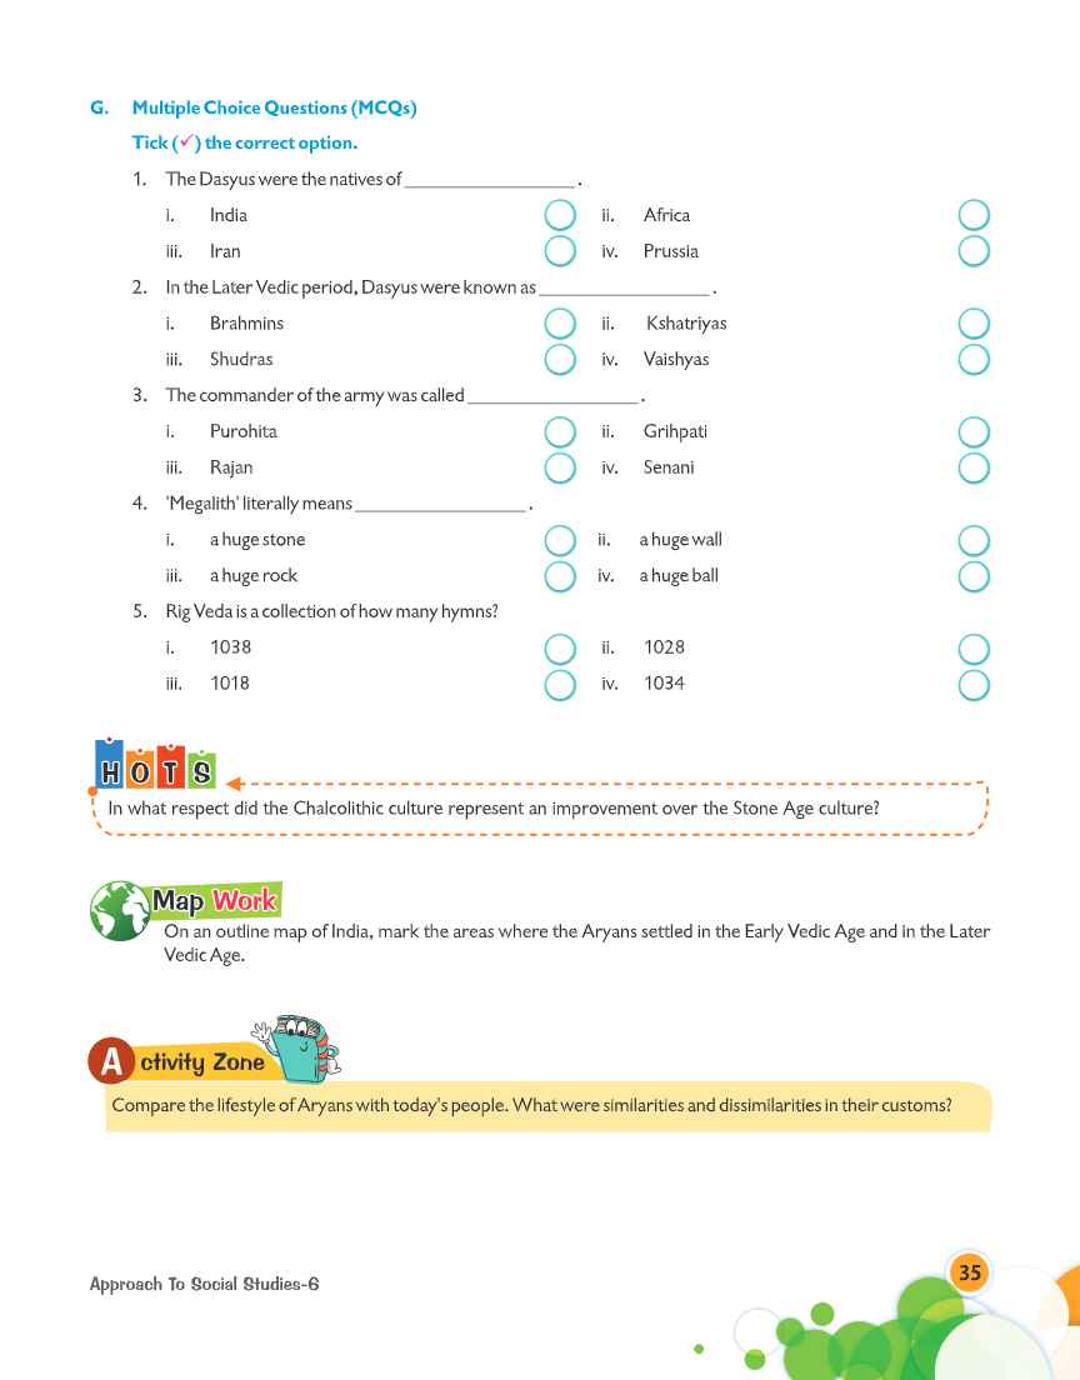 G. Multiple Choice Questions (MCQs)
Tick (✓) the correct option.
1. The Dasyus were the natives of _________________ .
i. India ii. Africa
iii. Iran iv. Prussia
2. In the Later Vedic period, Dasyus were known as _________________ .
i. Brahmins ii. Kshatriyas
iii. Shudras iv. Vaishyas
3. The commander of the army was called _________________ .
i. Purohita ii. Grihpati
iii. Rajan iv. Senani
4. 'Megalith' literally means _________________ .
i. a huge stone ii. a huge wall
iii. a huge rock iv. a huge ball
5. Rig Veda is a collection of how many hymns?
i. 1038 ii. 1028
iii. 1018 iv. 1034
HOTS
In what respect did the Chalcolithic culture represent an improvement over the Stone Age culture?
Map Work
On an outline map of India, mark the areas where the Aryans settled in the Early Vedic Age and in the Later
Vedic Age.
Activity Zone
Compare the lifestyle of Aryans with today's people. What were similarities and dissimilarities in their customs?
Approach To Social Studies-6
35